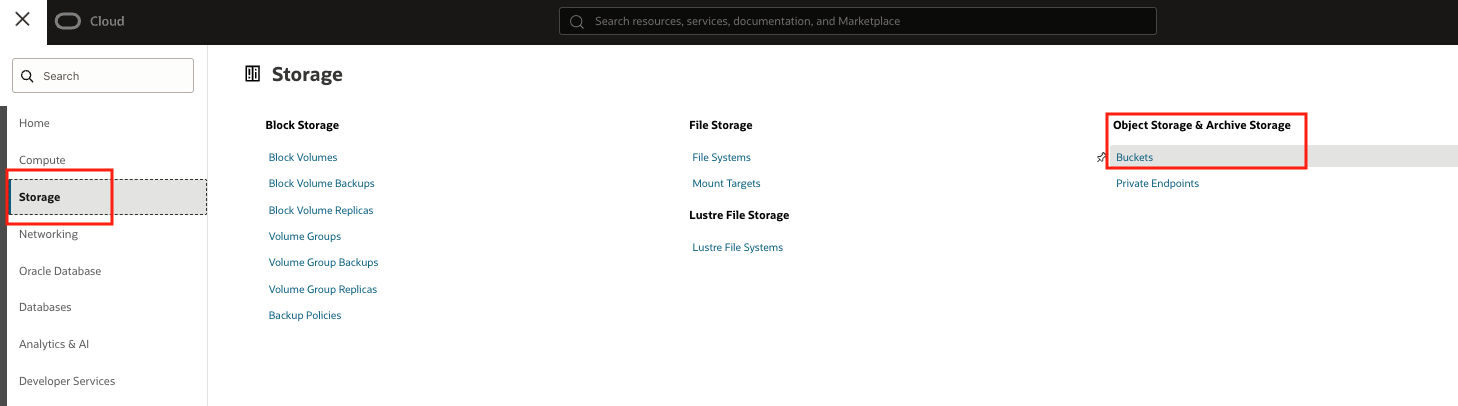 Cloud
Search resources, services, documentation, and Marketplace
Search
Home
Compute
Storage
Networking
Oracle Database
Databases
Analytics & AI
Developer Services
Storage
Block Storage
Block Volumes
Block Volume Backups
Block Volume Replicas
Volume Groups
Volume Group Backups
Volume Group Replicas
Backup Policies
File Storage
File Systems
Mount Targets
Lustre File Storage
Lustre File Systems
Object Storage & Archive Storage
Buckets
Private Endpoints